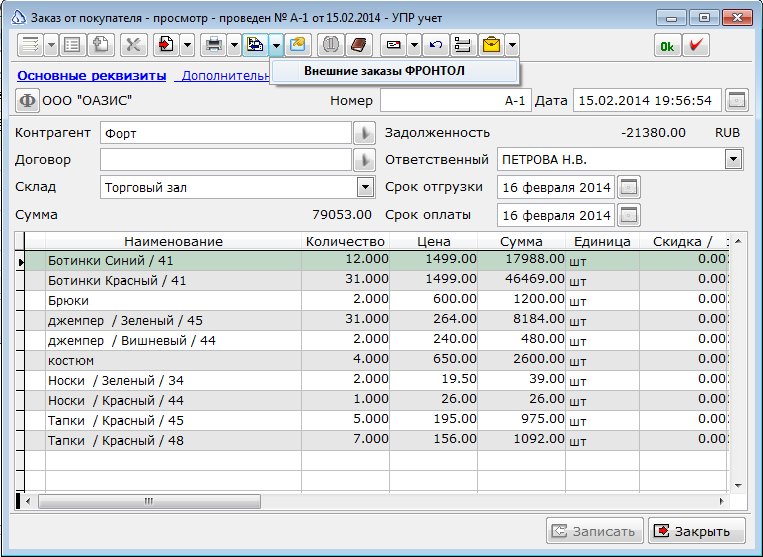 Заказ от покупателя - просмотр - проведен № А-1 от 15.02.2014 - УПР учет
Ok
Основные реквизиты Дополнительн
Внешние заказы ФРОНТОЛ
Ф ООО "ОАЗИС" Номер А-1 Дата 15.02.2014 19:56:54
Контрагент Форт Задолженность -21380.00 RUB
Договор Ответственный ПЕТРОВА Н.В.
Склад Торговый зал Срок отгрузки 16 февраля 2014
Сумма 79053.00 Срок оплаты 16 февраля 2014
Наименование Количество Цена Сумма Единица Скидка /
Ботинки Синий / 41 12.000 1499.00 17988.00 шт 0.00
Ботинки Красный / 41 31.000 1499.00 46469.00 шт 0.00
Брюки 2.000 600.00 1200.00 шт 0.00
джемпер / Зеленый / 45 31.000 264.00 8184.00 шт 0.00
джемпер / Вишневый / 44 2.000 240.00 480.00 шт 0.00
костюм 4.000 650.00 2600.00 шт 0.00
Носки / Зеленый / 34 2.000 19.50 39.00 шт 0.00
Носки / Красный / 44 1.000 26.00 26.00 шт 0.00
Тапки / Красный / 45 5.000 195.00 975.00 шт 0.00
Тапки / Красный / 48 7.000 156.00 1092.00 шт 0.00
Записать Закрыть